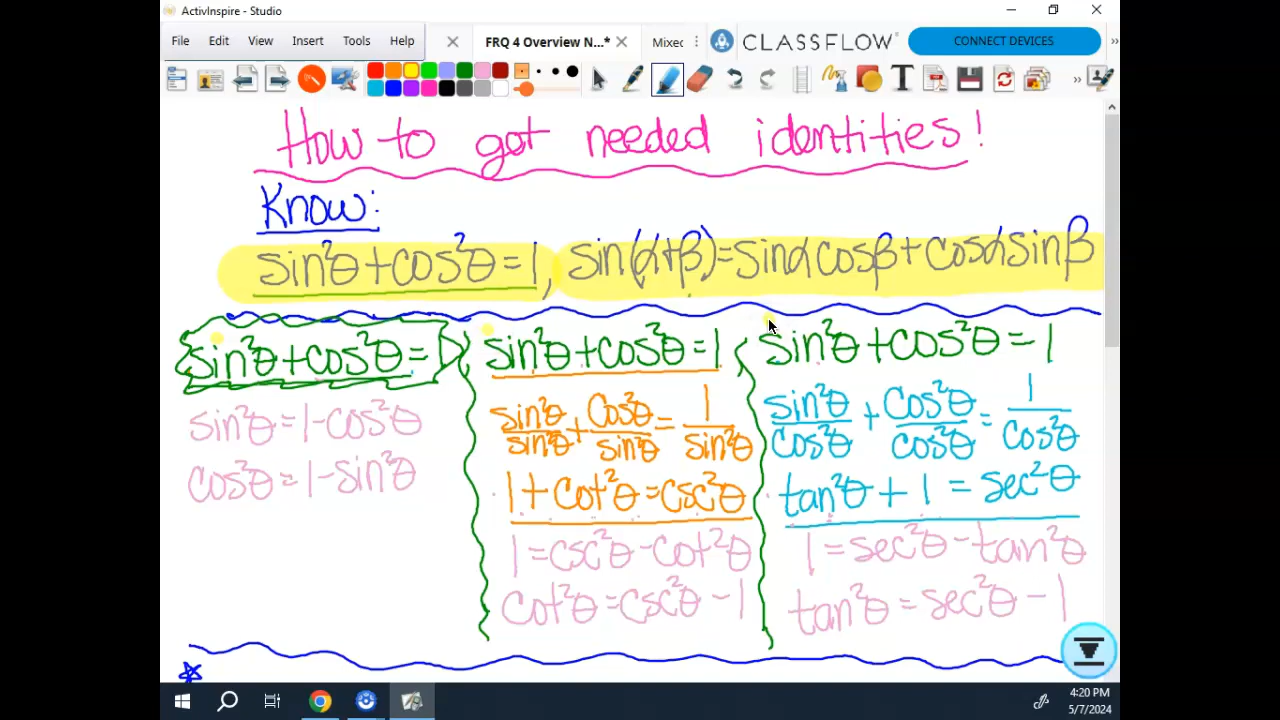 ActivInspire - Studio
File Edit View Insert Tools Help
FRQ 4 Overview N...* Mixed CLASSFLOW CONNECT DEVICES »
How to get needed identities!
Know:
sin²θ+cos²θ=1, sin(α+β)=sinαcosβ+cosαsinβ
sin²θ+cos²θ=1
sin²θ=1-cos²θ
cos²θ=1-sin²θ
sin²θ+cos²θ=1
sin²θ/sin²θ+cos²θ/sin²θ=1/sin²θ
1+cot²θ=csc²θ
1=csc²θ-cot²θ
cot²θ=csc²θ-1
sin²θ+cos²θ=1
sin²θ/cos²θ+cos²θ/cos²θ=1/cos²θ
tan²θ+1=sec²θ
1=sec²θ-tan²θ
tan²θ=sec²θ-1
4:20 PM
5/7/2024